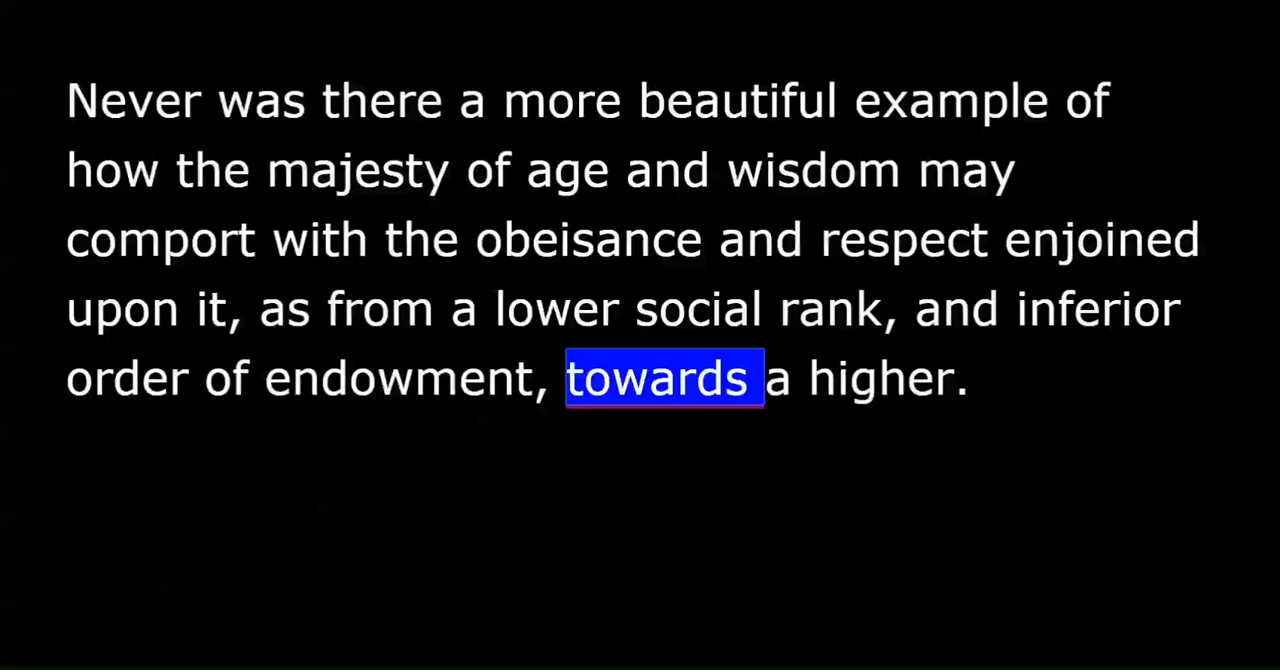 Never was there a more beautiful example of
how the majesty of age and wisdom may
comport with the obeisance and respect enjoined
upon it, as from a lower social rank, and inferior
order of endowment, towards a higher.